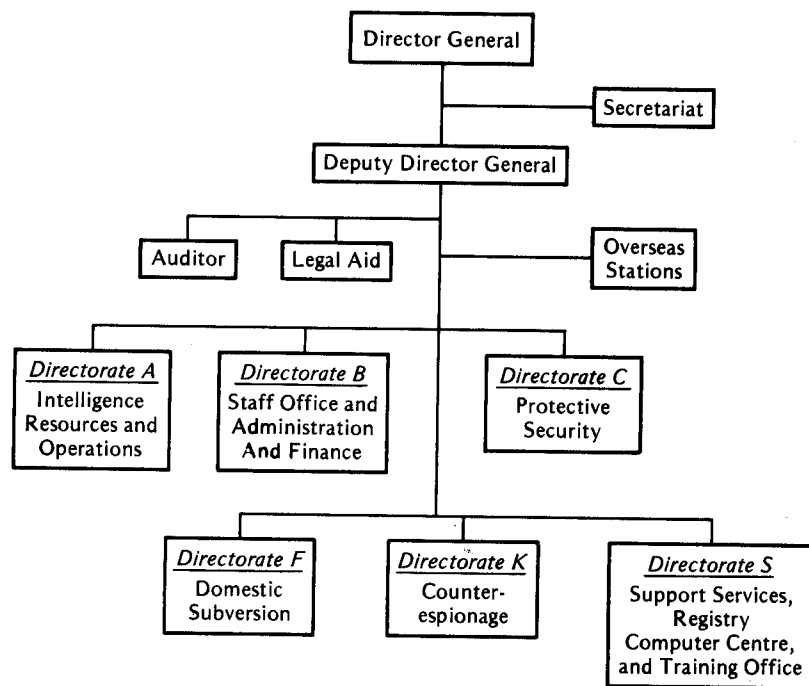 Director General
Secretariat
Deputy Director General
Auditor
Legal Aid
Overseas
Stations
Directorate A
Intelligence
Resources and
Operations
Directorate B
Staff Office and
Administration
And Finance
Directorate C
Protective
Security
Directorate F
Domestic
Subversion
Directorate K
Counter-
espionage
Directorate S
Support Services,
Registry
Computer Centre,
and Training Office